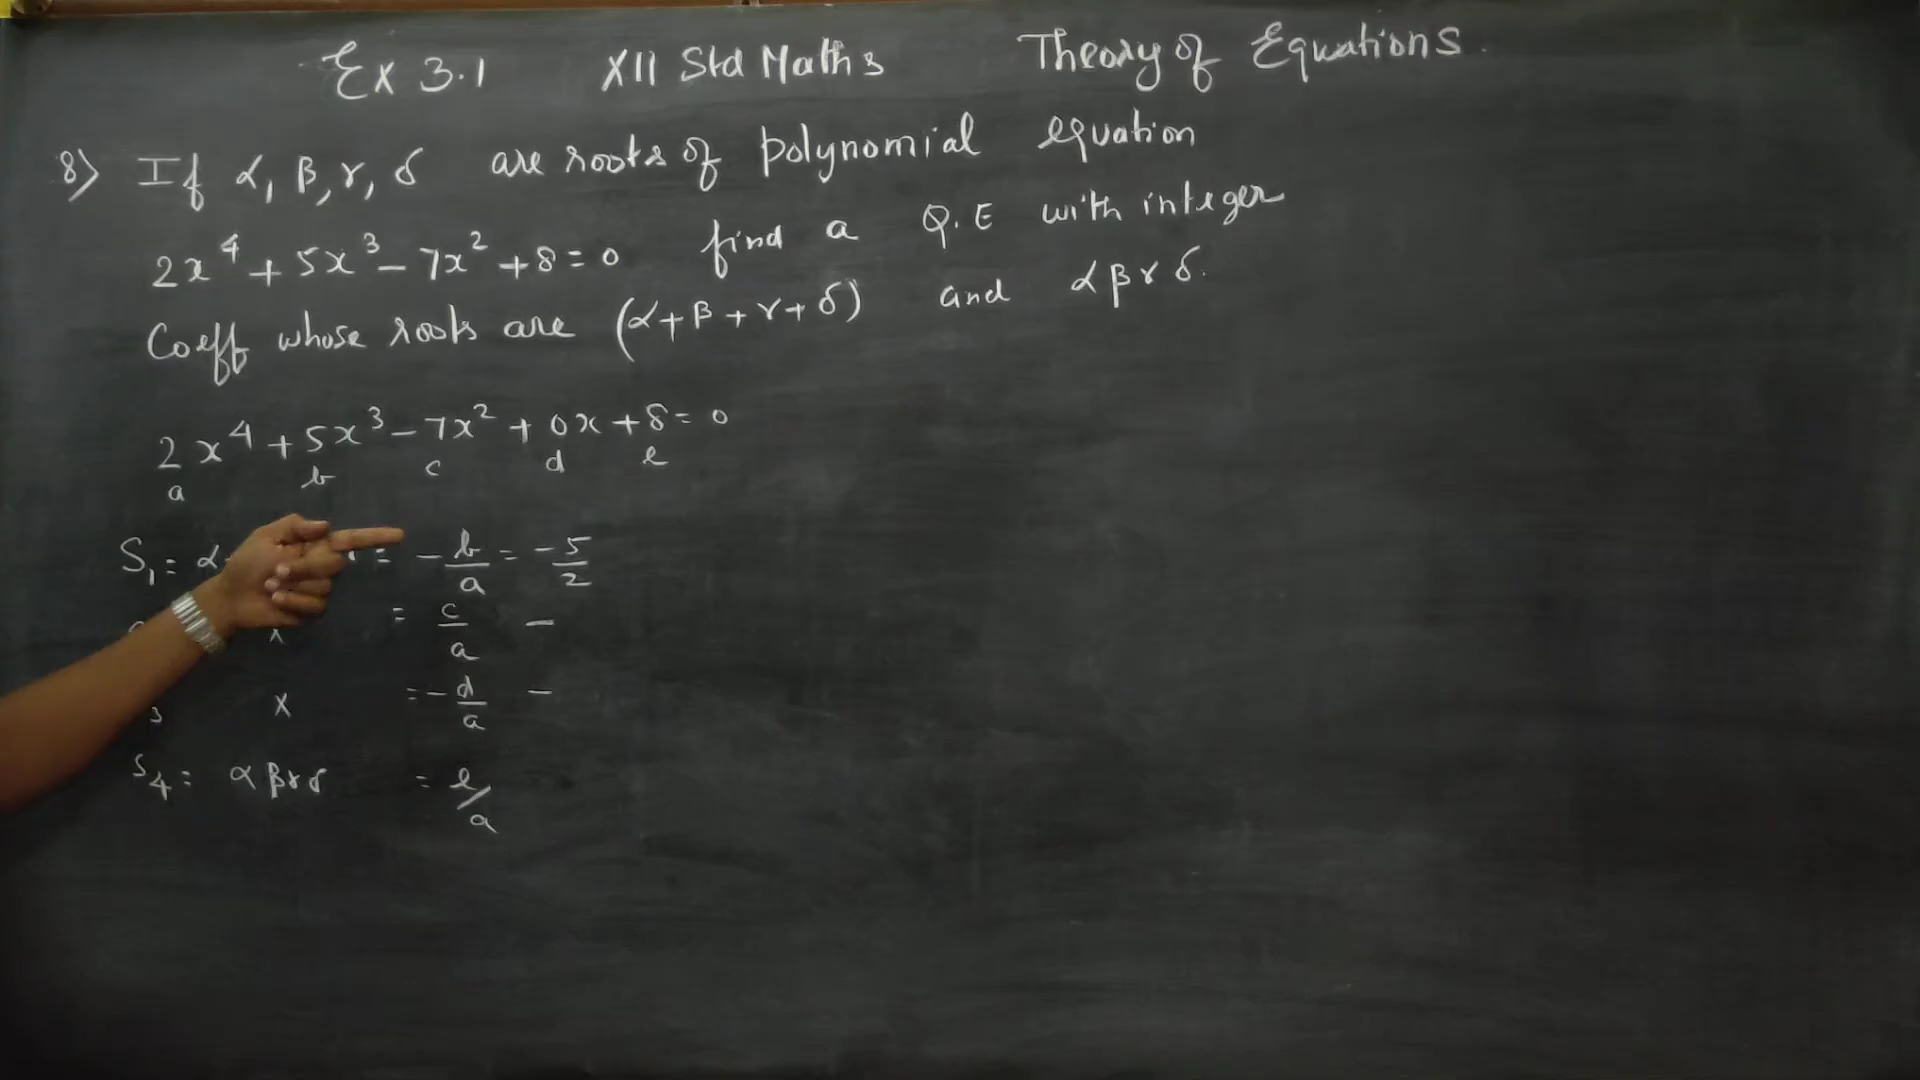 Ex 3.1 XII Std Maths Theory of Equations.
8) If α, β, γ, δ are roots of polynomial equation
2x⁴ + 5x³ - 7x² + 8 = 0 find a Q.E with integer
Coeff whose roots are (α + β + γ + δ) and αβγδ.
2x⁴ + 5x³ - 7x² + 0x + 8 = 0
a b c d e
S₁ = α = -b/a = -5/2
x = c/a -
3 x = -d/a -
S₄ = αβγδ = e/a